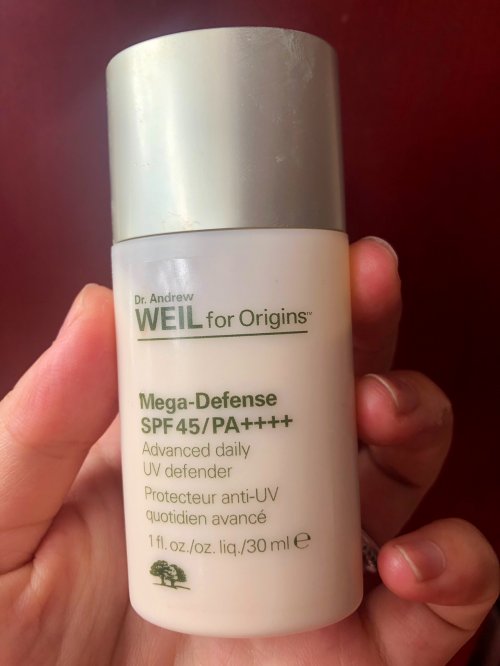 Dr. Andrew
WEIL for Origins™
Mega-Defense
SPF 45/PA++++
Advanced daily
UV defender
Protecteur anti-UV
quotidien avancé
1 fl. oz./oz. liq./30 ml ℮